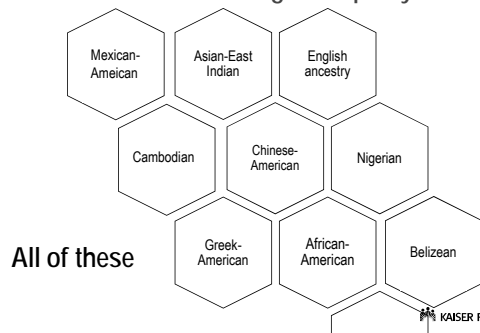 Mexican-
Ameican
Asian-East
Indian
English
ancestry
Cambodian
Chinese-
American
Nigerian
All of these
Greek-
American
African-
American
Belizean
KAISER